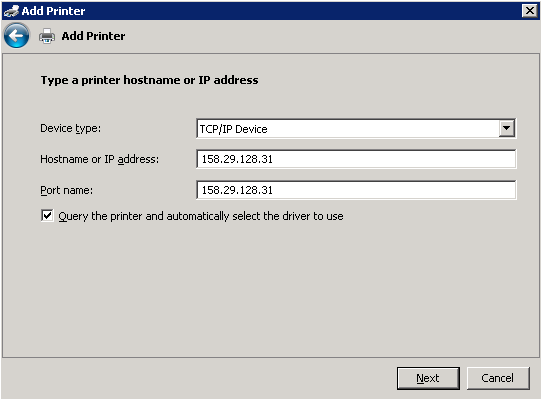 Add Printer
Add Printer
Type a printer hostname or IP address
Device type: TCP/IP Device
Hostname or IP address: 158.29.128.31
Port name: 158.29.128.31
Query the printer and automatically select the driver to use
Next Cancel